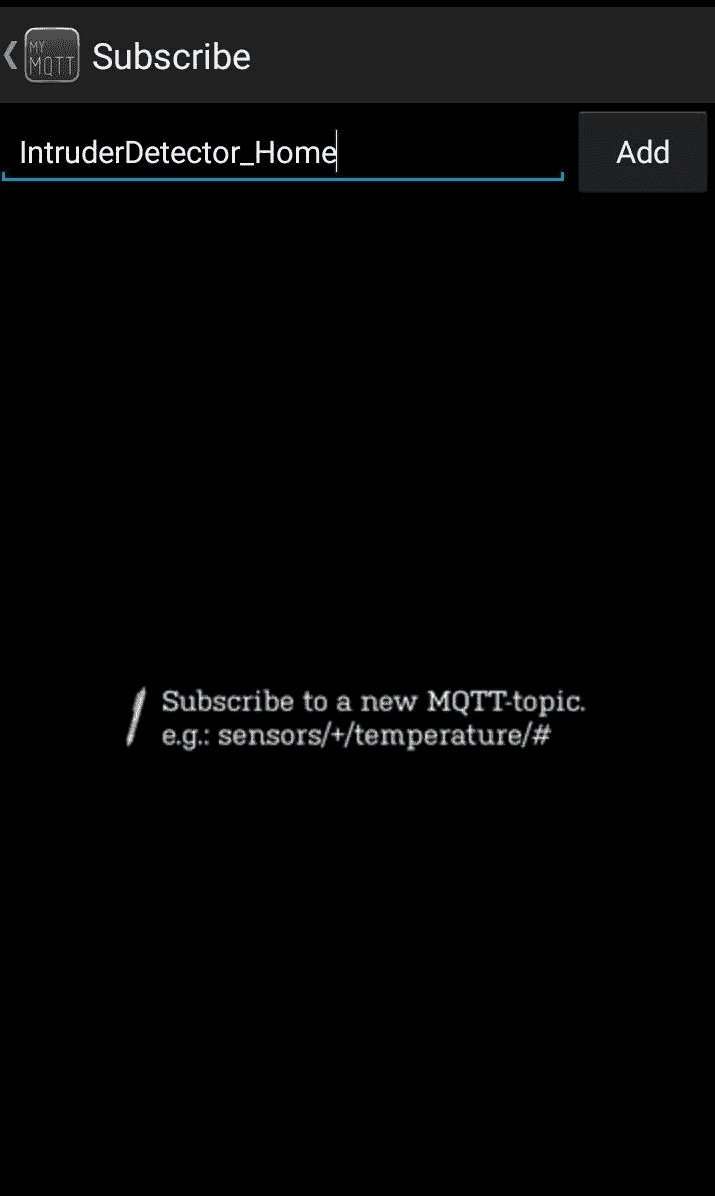 MY
MQTT
Subscribe
IntruderDetector_Home
Add
Subscribe to a new MQTT-topic.
e.g.: sensors/+/temperature/#